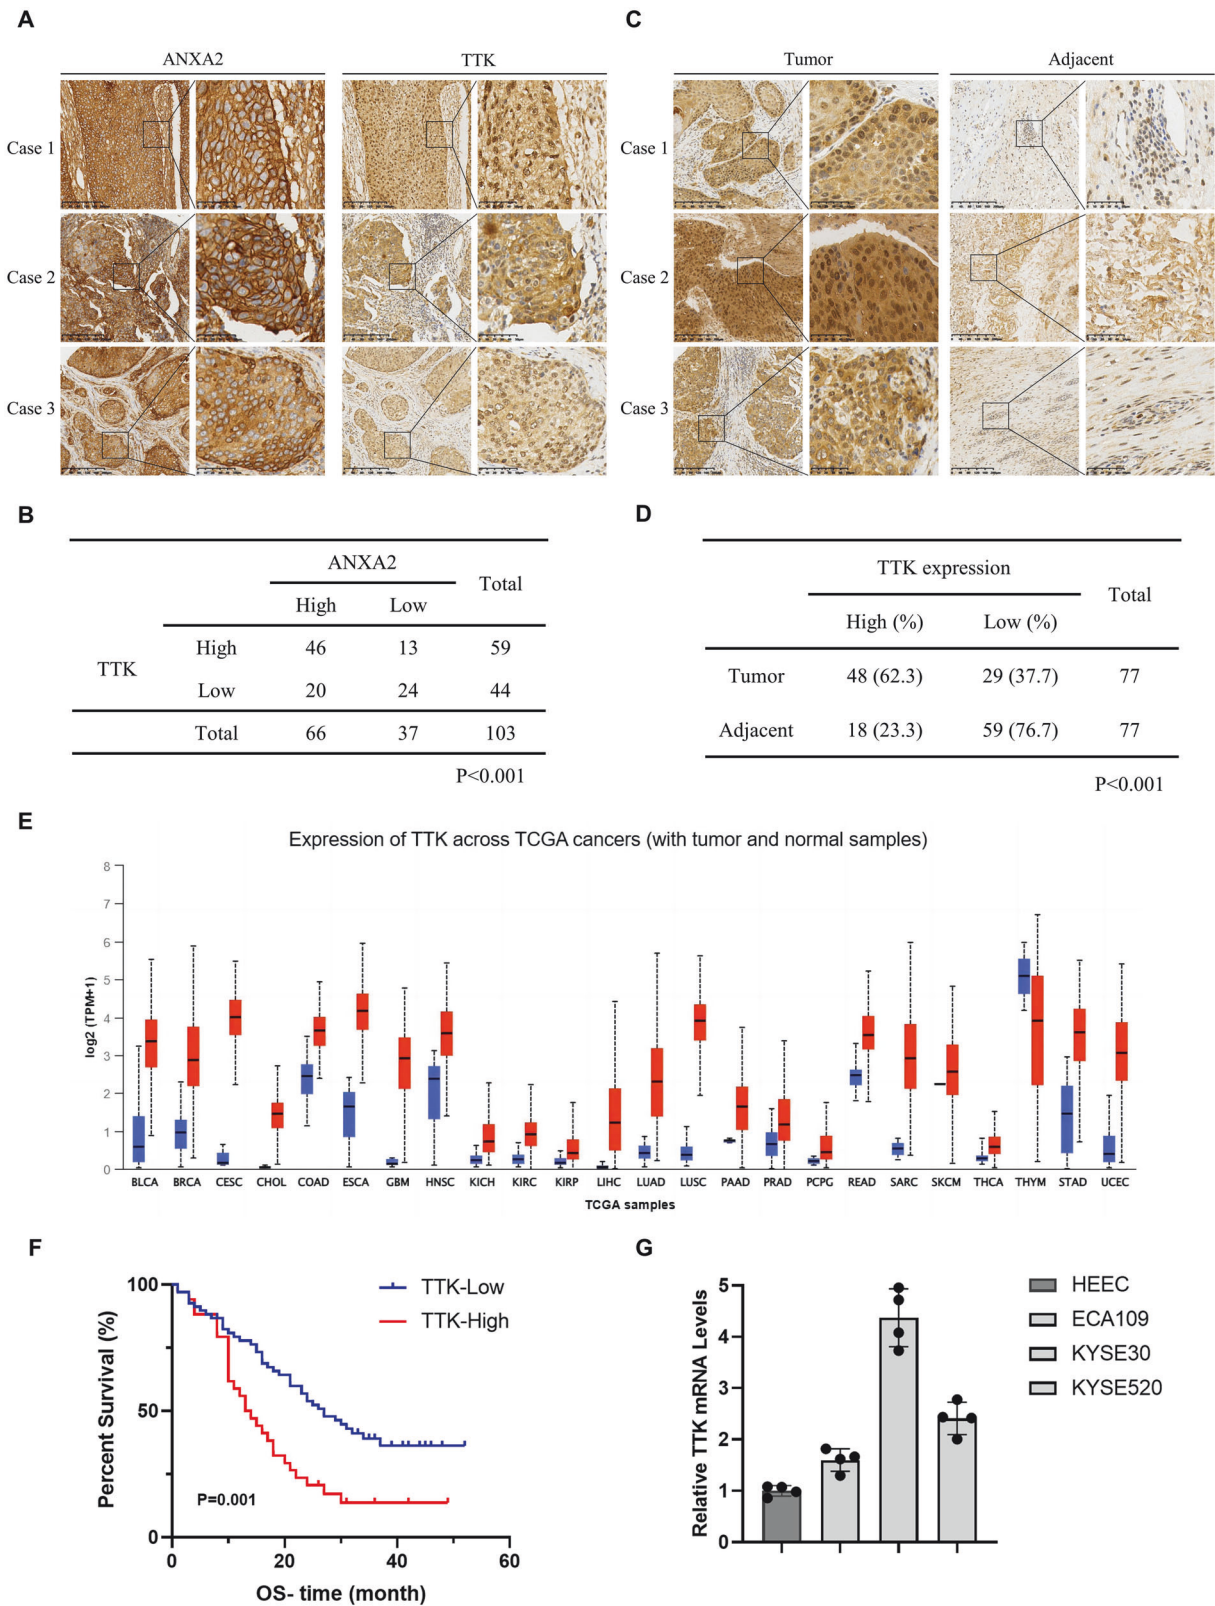 A
ANXA2
TTK
Case 1
Case 2
Case 3
C
Tumor
Adjacent
Case 1
Case 2
Case 3
B
ANXA2
Total
High
Low
TTK
High
46
13
59
Low
20
24
44
Total
66
37
103
P<0.001
D
TTK expression
Total
High (%)
Low (%)
Tumor
48 (62.3)
29 (37.7)
77
Adjacent
18 (23.3)
59 (76.7)
77
P<0.001
E
Expression of TTK across TCGA cancers (with tumor and normal samples)
log2 (TPM+1)
8
7
6
5
4
3
2
1
0
BLCA BRCA CESC CHOL COAD ESCA GBM HNSC KICH KIRC KIRP LIHC LUAD LUSC PAAD PRAD PCPG READ SARC SKCM THCA THYM STAD UCEC
TCGA samples
F
Percent Survival (%)
100
50
0
TTK-Low
TTK-High
P=0.001
0 20 40 60
OS- time (month)
G
Relative TTK mRNA Levels
5
4
3
2
1
0
HEEC
ECA109
KYSE30
KYSE520